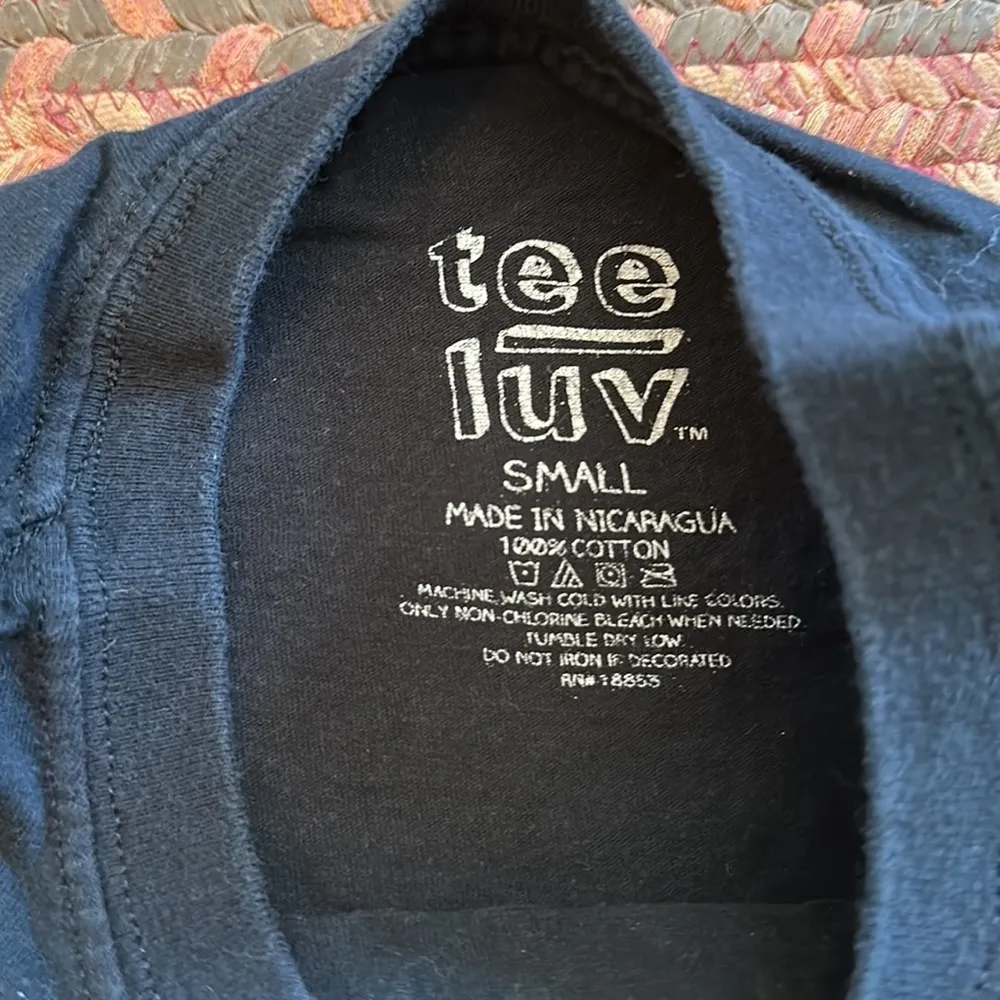 tee
luv™
SMALL
MADE IN NICARAGUA
100% COTTON
MACHINE WASH COLD WITH LIKE COLORS.
ONLY NON-CHLORINE BLEACH WHEN NEEDED.
TUMBLE DRY LOW.
DO NOT IRON IF DECORATED
RN# 18853